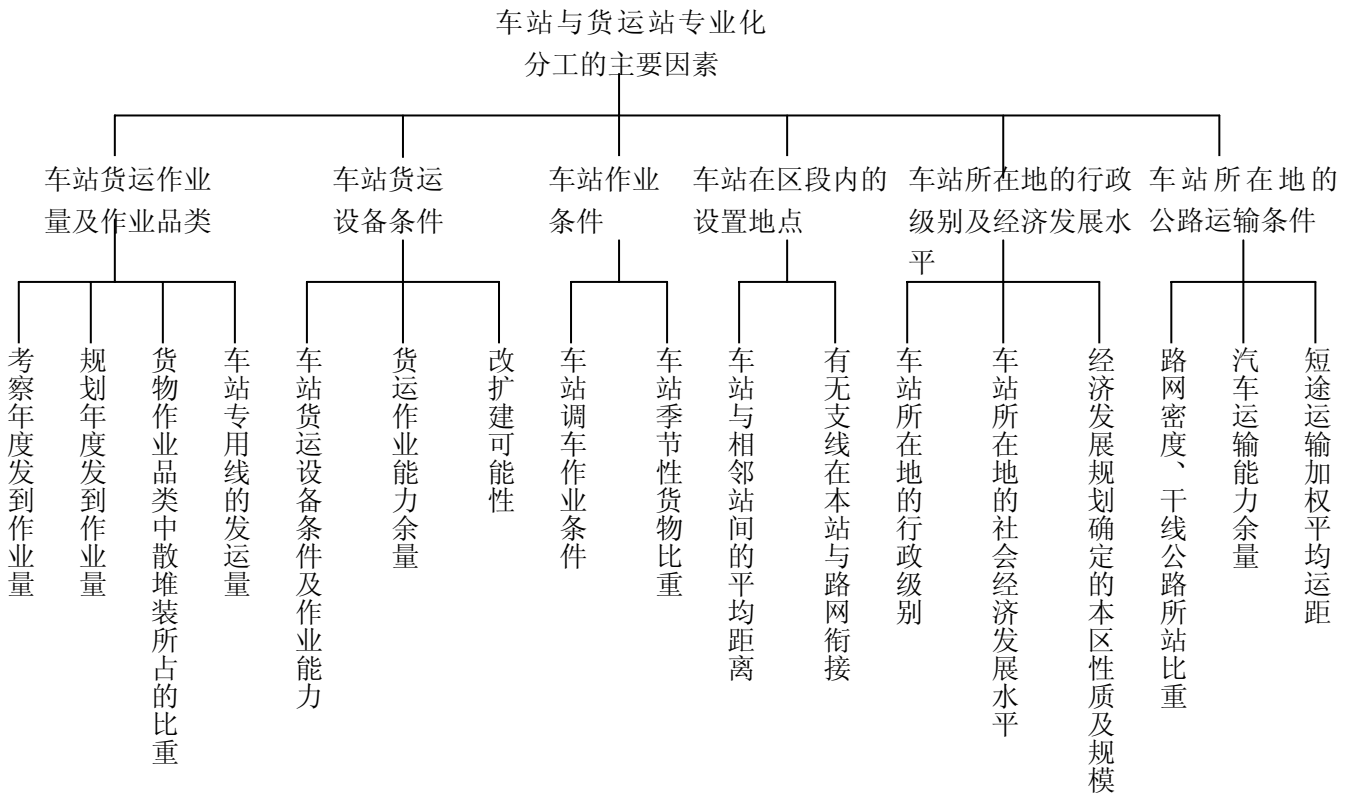 车站与货运站专业化
分工的主要因素
车站货运作业
量及作业品类
车站货运
设备条件
车站作业
条件
车站在区段内的
设置地点
车站所在地的行政
级别及经济发展水
平
车站所在地的
公路运输条件
考察年度发到作业量
规划年度发到作业量
货物作业品类中散堆装所占的比重
车站专用线的发运量
车站货运设备条件及作业能力
货运作业能力余量
改扩建可能性
车站调车作业条件
车站季节性货物比重
车站与相邻站间的平均距离
有无支线在本站与路网衔接
车站所在地的行政级别
车站所在地的社会经济发展水平
经济发展规划确定的本区性质及规模
路网密度、干线公路所站比重
汽车运输能力余量
短途运输加权平均运距